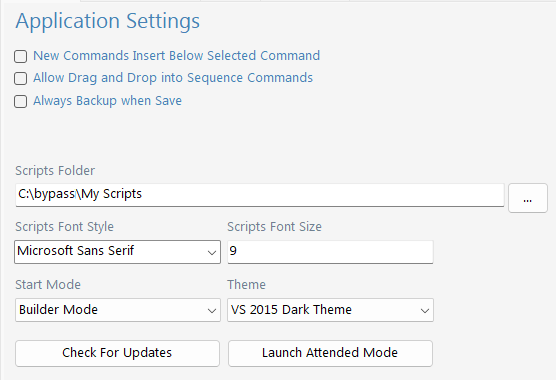 Application Settings
New Commands Insert Below Selected Command
Allow Drag and Drop into Sequence Commands
Always Backup when Save
Scripts Folder
C:\bypass\My Scripts
...
Scripts Font Style
Scripts Font Size
Microsoft Sans Serif
9
Start Mode
Theme
Builder Mode
VS 2015 Dark Theme
Check For Updates
Launch Attended Mode